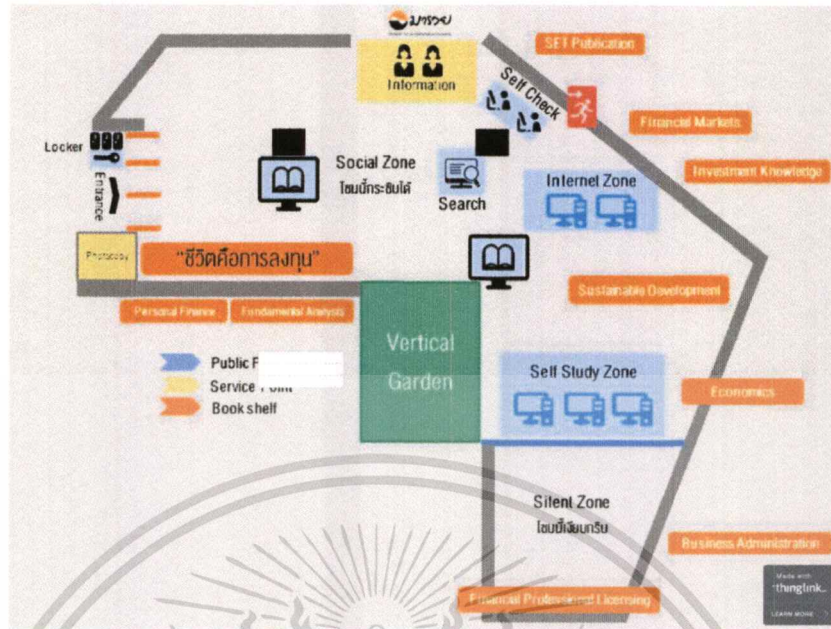 มารวย
Information
SET Publication
Self Check
Financial Markets
Locker
Entrance
Social Zone
โซนนี้กระซิบได้
Search
Internet Zone
Investment Knowledge
Photocopy
"ชีวิตคือการลงทุน"
Personal Finance
Fundamental Analysis
Sustainable Development
Vertical
Garden
Public
Service Point
Book shelf
Self Study Zone
Economics
Silent Zone
โซนนี้เงียบกริบ
Business Administration
Financial Professional Licensing
Made with
thinglink..
LEARN MORE